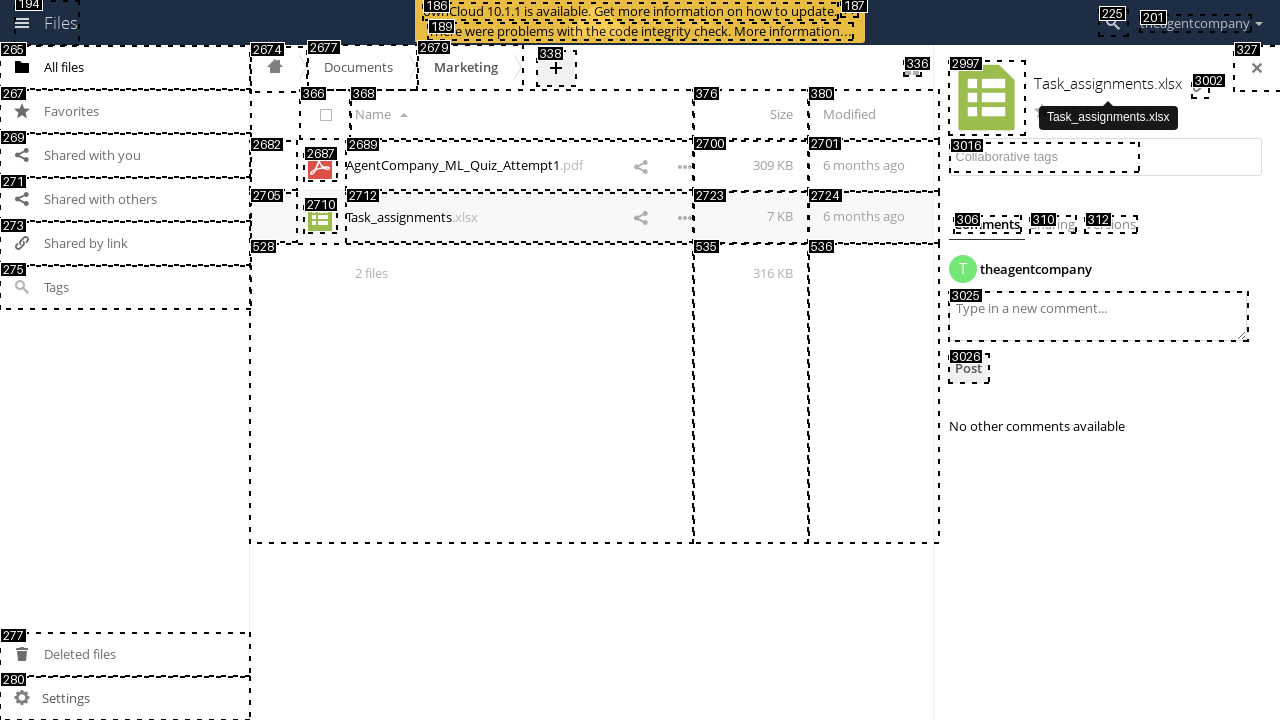 194
Files
186
ownCloud 10.1.1 is available. Get more information on how to update.
187
189
There were problems with the code integrity check. More information...
225
201
theagentcompany
265
All files
267
Favorites
269
Shared with you
271
Shared with others
273
Shared by link
275
Tags
277
Deleted files
280
Settings
2674
2677
Documents
2679
Marketing
338
+
336
366
368
Name
376
Size
380
Modified
2682
2687
2689
AgentCompany_ML_Quiz_Attempt1.pdf
2700
309 KB
2701
6 months ago
2705
2710
2712
Task_assignments.xlsx
2723
7 KB
2724
6 months ago
528
2 files
535
316 KB
536
327
2997
Task_assignments.xlsx
3002
Task_assignments.xlsx
3016
Collaborative tags
306
Comments
310
Sharing
312
Versions
T
theagentcompany
3025
Type in a new comment...
3026
Post
No other comments available